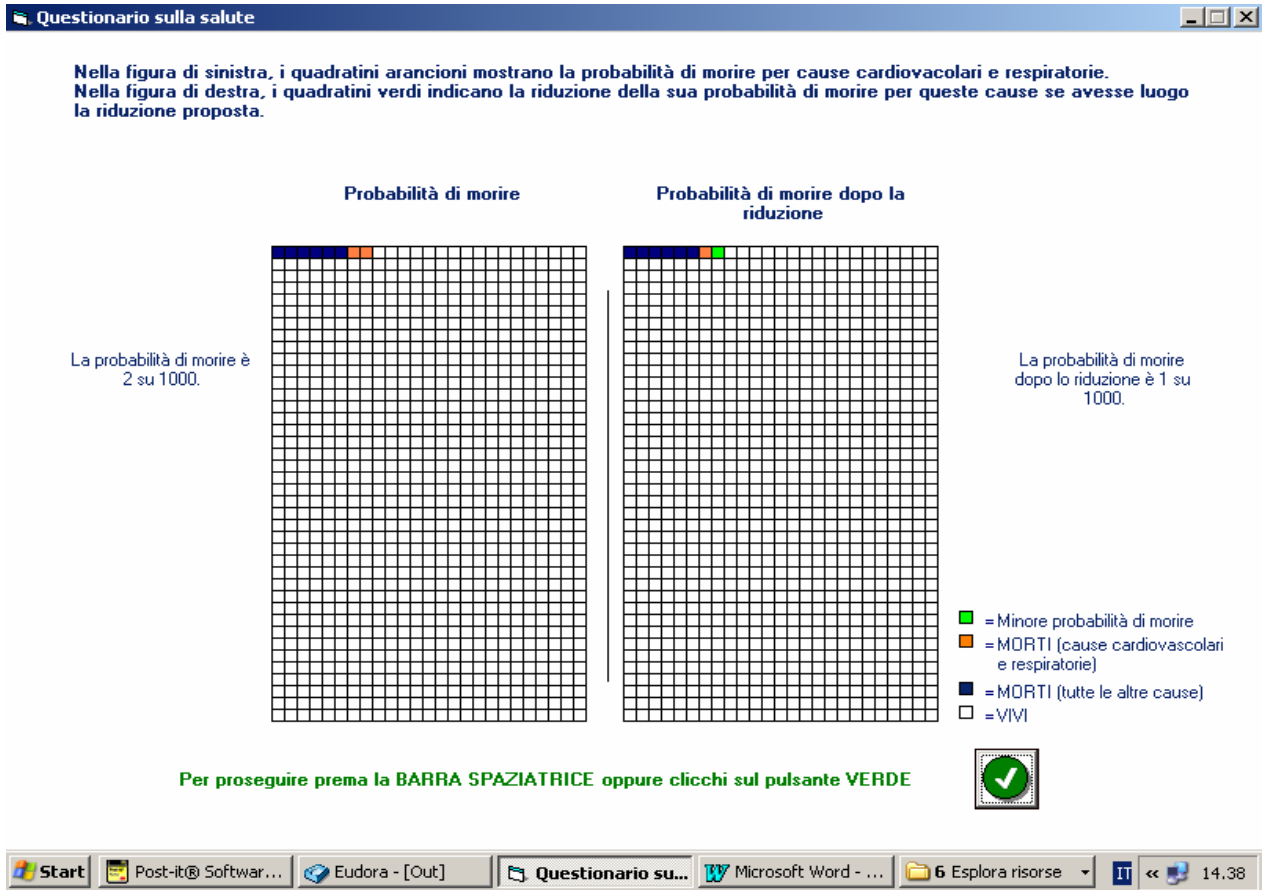 Questionario sulla salute
Nella figura di sinistra, i quadratini arancioni mostrano la probabilità di morire per cause cardiovacolari e respiratorie.
Nella figura di destra, i quadratini verdi indicano la riduzione della sua probabilità di morire per queste cause se avesse luogo
la riduzione proposta.
Probabilità di morire
Probabilità di morire dopo la
riduzione
La probabilità di morire è
2 su 1000.
La probabilità di morire
dopo lo riduzione è 1 su
1000.
= Minore probabilità di morire
= MORTI (cause cardiovascolari
e respiratorie)
= MORTI (tutte le altre cause)
= VIVI
Per proseguire prema la BARRA SPAZIATRICE oppure clicchi sul pulsante VERDE
Start
Post-it® Softwar...
Eudora - [Out]
Questionario su...
Microsoft Word - ...
6 Esplora risorse
IT
«
14.38